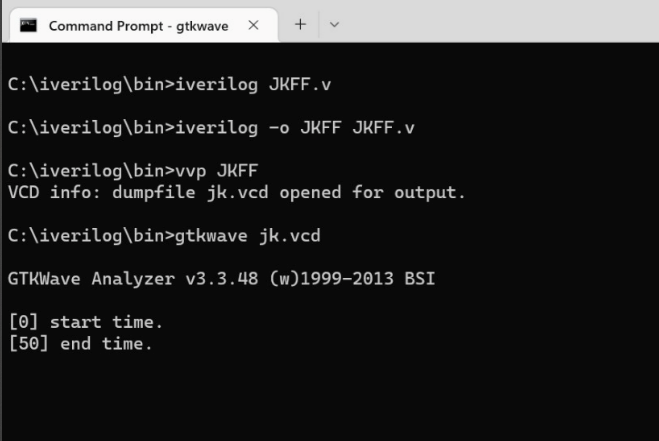 Command Prompt - gtkwave
C:\iverilog\bin>iverilog JKFF.v
C:\iverilog\bin>iverilog -o JKFF JKFF.v
C:\iverilog\bin>vvp JKFF
VCD info: dumpfile jk.vcd opened for output.
C:\iverilog\bin>gtkwave jk.vcd
GTKWave Analyzer v3.3.48 (w)1999-2013 BSI
[0] start time.
[50] end time.